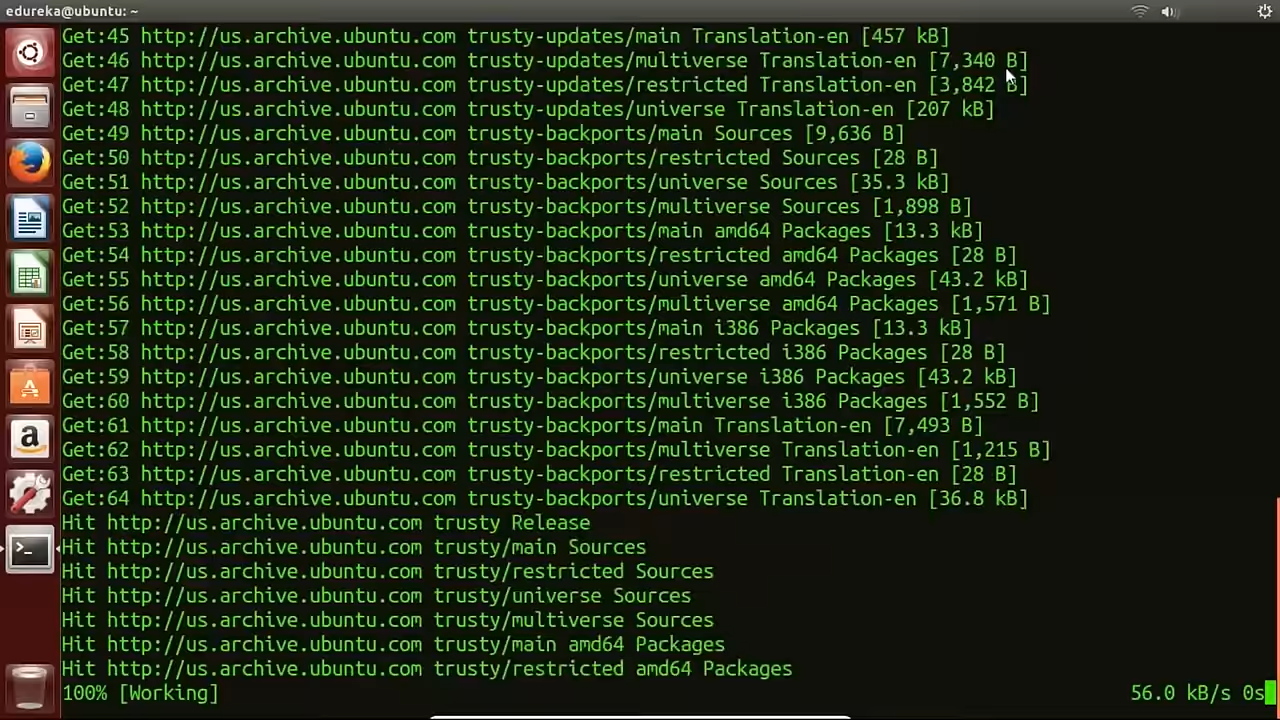 edureka@ubuntu: ~
Get:45 http://us.archive.ubuntu.com trusty-updates/main Translation-en [457 kB]
Get:46 http://us.archive.ubuntu.com trusty-updates/multiverse Translation-en [7,340 B]
Get:47 http://us.archive.ubuntu.com trusty-updates/restricted Translation-en [3,842 B]
Get:48 http://us.archive.ubuntu.com trusty-updates/universe Translation-en [207 kB]
Get:49 http://us.archive.ubuntu.com trusty-backports/main Sources [9,636 B]
Get:50 http://us.archive.ubuntu.com trusty-backports/restricted Sources [28 B]
Get:51 http://us.archive.ubuntu.com trusty-backports/universe Sources [35.3 kB]
Get:52 http://us.archive.ubuntu.com trusty-backports/multiverse Sources [1,898 B]
Get:53 http://us.archive.ubuntu.com trusty-backports/main amd64 Packages [13.3 kB]
Get:54 http://us.archive.ubuntu.com trusty-backports/restricted amd64 Packages [28 B]
Get:55 http://us.archive.ubuntu.com trusty-backports/universe amd64 Packages [43.2 kB]
Get:56 http://us.archive.ubuntu.com trusty-backports/multiverse amd64 Packages [1,571 B]
Get:57 http://us.archive.ubuntu.com trusty-backports/main i386 Packages [13.3 kB]
Get:58 http://us.archive.ubuntu.com trusty-backports/restricted i386 Packages [28 B]
Get:59 http://us.archive.ubuntu.com trusty-backports/universe i386 Packages [43.2 kB]
Get:60 http://us.archive.ubuntu.com trusty-backports/multiverse i386 Packages [1,552 B]
Get:61 http://us.archive.ubuntu.com trusty-backports/main Translation-en [7,493 B]
Get:62 http://us.archive.ubuntu.com trusty-backports/multiverse Translation-en [1,215 B]
Get:63 http://us.archive.ubuntu.com trusty-backports/restricted Translation-en [28 B]
Get:64 http://us.archive.ubuntu.com trusty-backports/universe Translation-en [36.8 kB]
Hit http://us.archive.ubuntu.com trusty Release
Hit http://us.archive.ubuntu.com trusty/main Sources
Hit http://us.archive.ubuntu.com trusty/restricted Sources
Hit http://us.archive.ubuntu.com trusty/universe Sources
Hit http://us.archive.ubuntu.com trusty/multiverse Sources
Hit http://us.archive.ubuntu.com trusty/main amd64 Packages
Hit http://us.archive.ubuntu.com trusty/restricted amd64 Packages
100% [Working] 56.0 kB/s 0s